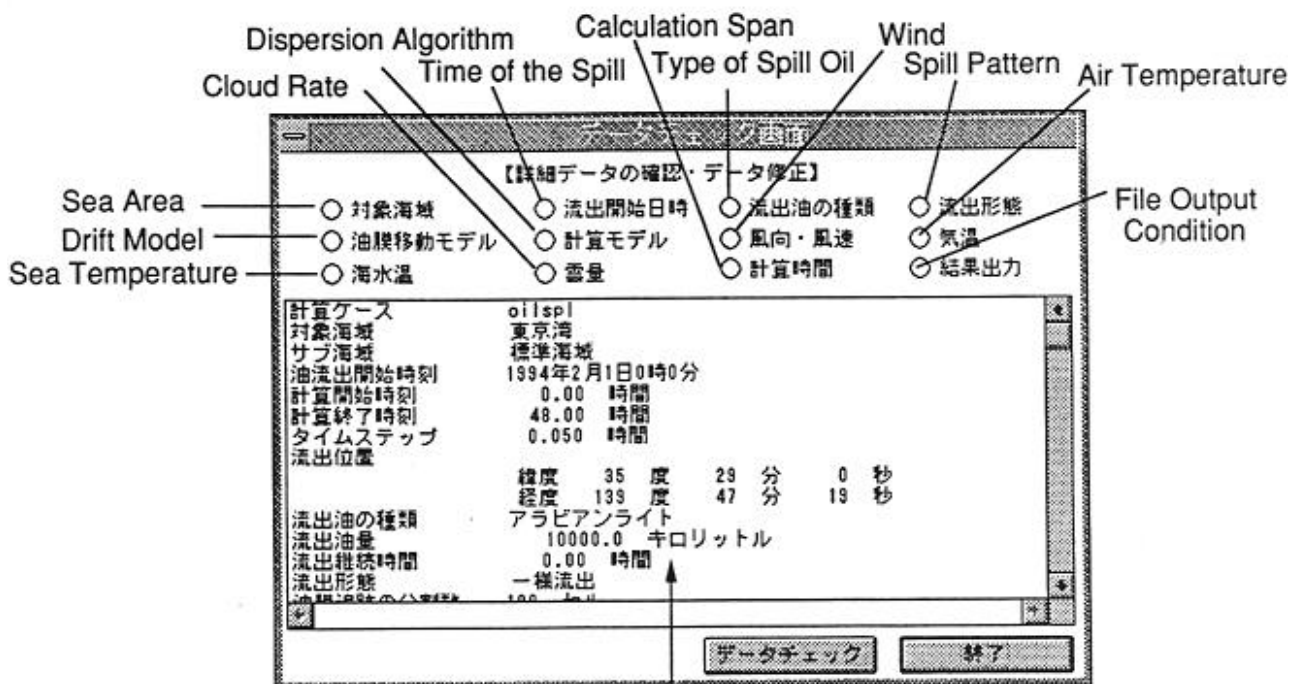 Calculation Span
Wind
Dispersion Algorithm
Time of the Spill
Type of Spill Oil
Spill Pattern
Cloud Rate
Air Temperature
データチェック画面
【詳細データの確認・データ修正】
Sea Area
対象海域
流出開始日時
流出油の種類
流出形態
File Output
Condition
Drift Model
油膜移動モデル
計算モデル
風向・風速
気温
Sea Temperature
海水温
雲量
計算時間
結果出力
計算ケース oilspl
対象海域 東京湾
サブ海域 標準海域
油流出開始時刻 1994年2月1日0時0分
計算開始時刻 0.00 時間
計算終了時刻 48.00 時間
タイムステップ 0.050 時間
流出位置
緯度 35 度 29 分 0 秒
経度 139 度 47 分 19 秒
流出油の種類 アラビアンライト
流出油量 10000.0 キロリットル
流出継続時間 0.00 時間
流出形態 一様流出
データチェック
終了